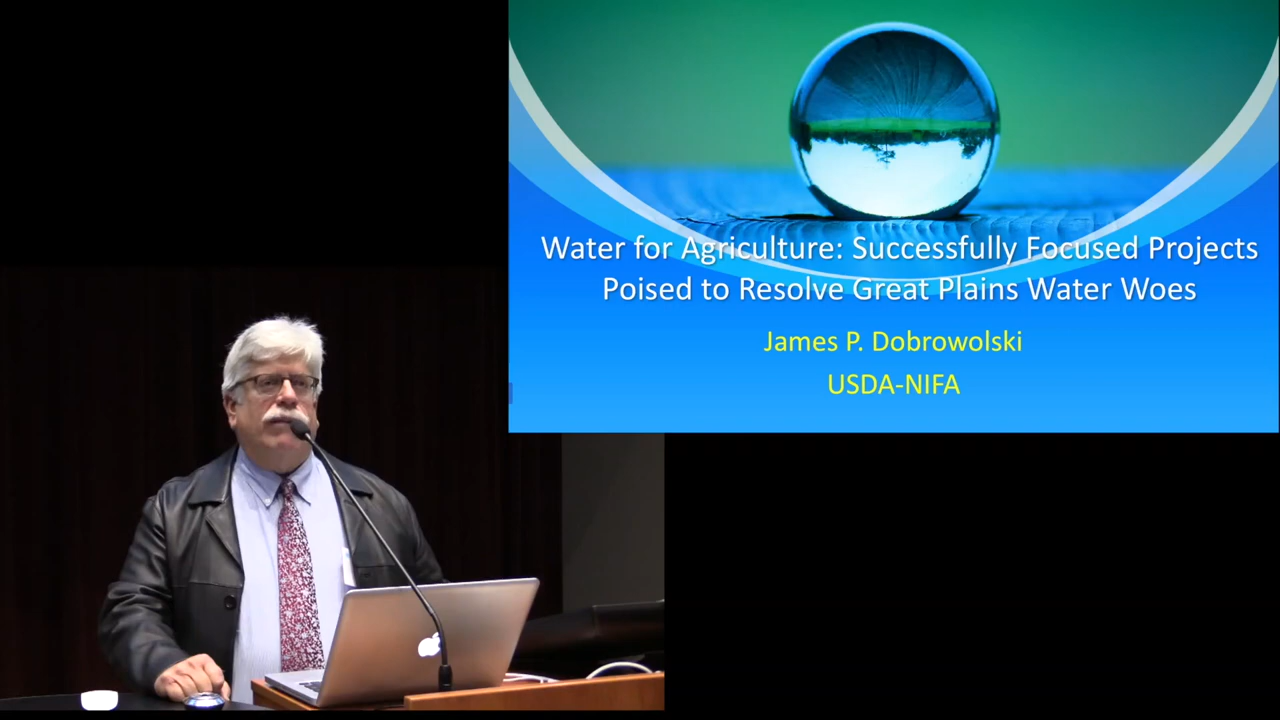 Water for Agriculture: Successfully Focused Projects
Poised to Resolve Great Plains Water Woes
James P. Dobrowolski
USDA-NIFA